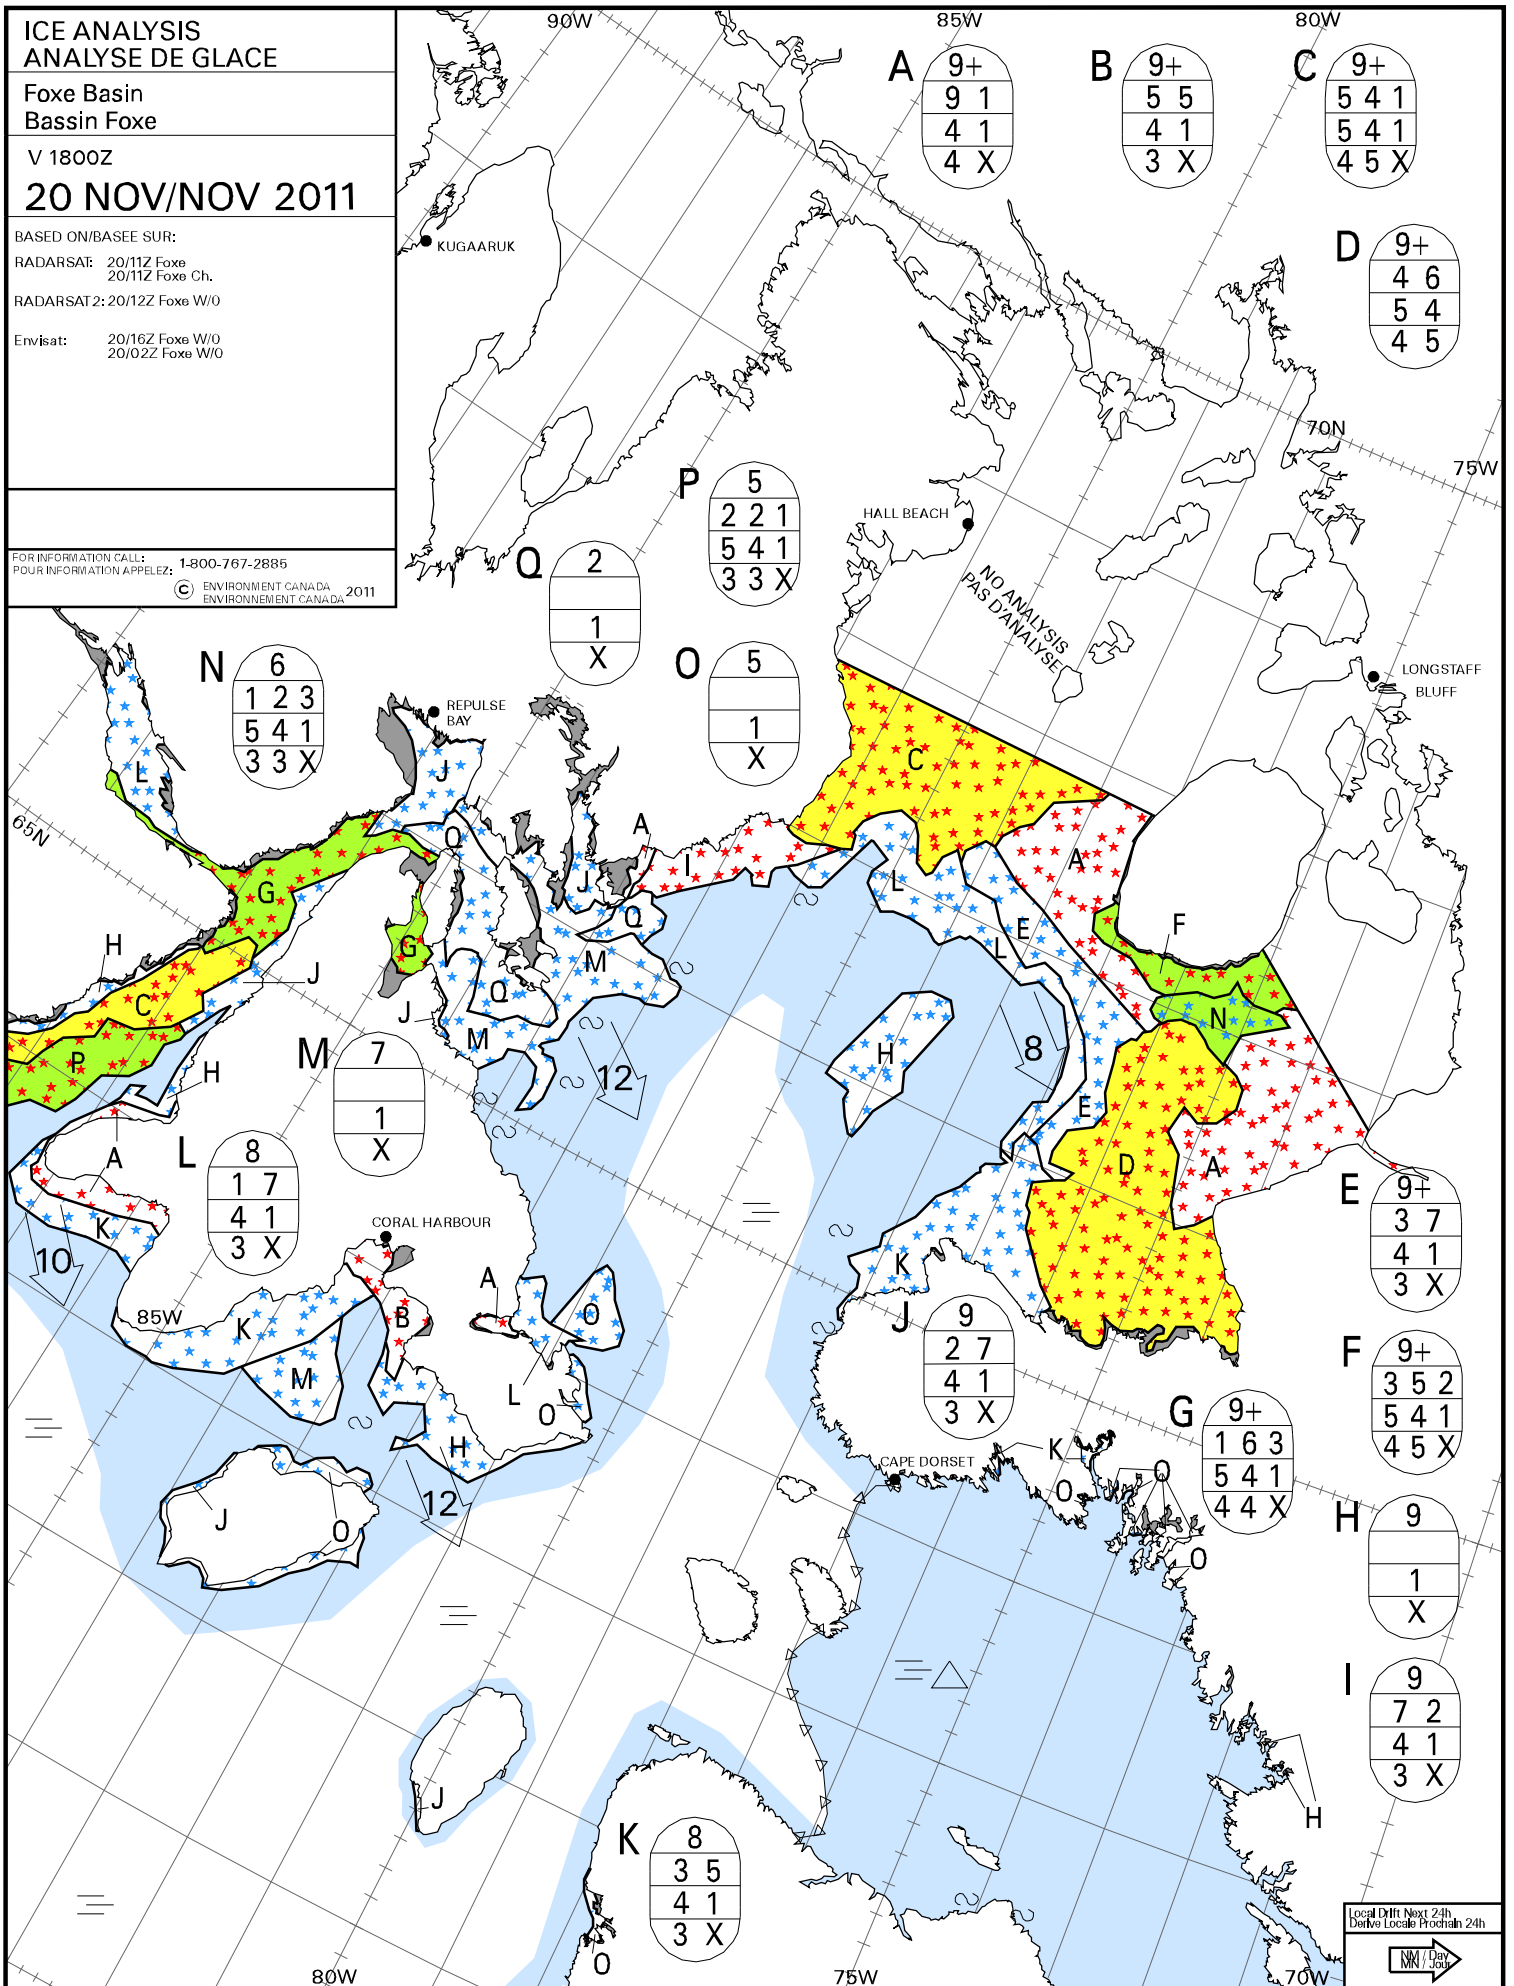 ICE ANALYSIS
ANALYSE DE GLACE
Foxe Basin
Bassin Foxe
V 1800Z
20 NOV/NOV 2011
BASED ON/BASEE SUR:
RADARSAT: 20/11Z Foxe
20/11Z Foxe Ch.
RADARSAT2: 20/12Z Foxe W/O
Envisat: 20/16Z Foxe W/O
20/02Z Foxe W/O
FOR INFORMATION CALL:
POUR INFORMATION APPELEZ: 1-800-767-2885
© ENVIRONMENT CANADA
ENVIRONNEMENT CANADA 2011
90W
85W
80W
A
9+
9 1
4 1
4 X
B
9+
5 5
4 1
3 X
C
9+
5 4 1
5 4 1
4 5 X
D
9+
4 6
5 4
4 5
KUGAARUK
70N
75W
P
5
2 2 1
5 4 1
3 3 X
HALL BEACH
Q
2
1
X
NO ANALYSIS
PAS D'ANALYSE
N
6
1 2 3
5 4 1
3 3 X
O
5
1
X
LONGSTAFF
BLUFF
REPULSE
BAY
L
J
C
65N
A
Q
I
A
J
G
L
Q
F
E
H
G
L
M
J
C
Q
N
J
M
H
8
P
M
7
1
X
12
H
E
A
A
D
A
L
8
1 7
4 1
3 X
E
9+
3 7
4 1
3 X
K
CORAL HARBOUR
10
K
A
85W
K
B
O
J
9
2 7
4 1
3 X
M
F
9+
3 5 2
5 4 1
4 5 X
L
O
G
9+
1 6 3
5 4 1
4 4 X
H
K
CAPE DORSET
O
O
12
J
O
H
9
1
X
O
I
9
7 2
4 1
3 X
J
H
K
8
3 5
4 1
3 X
Local Drift Next 24h
Derive Locale Prochain 24h
O
NM / Day
MN / Jour
80W
75W
70W